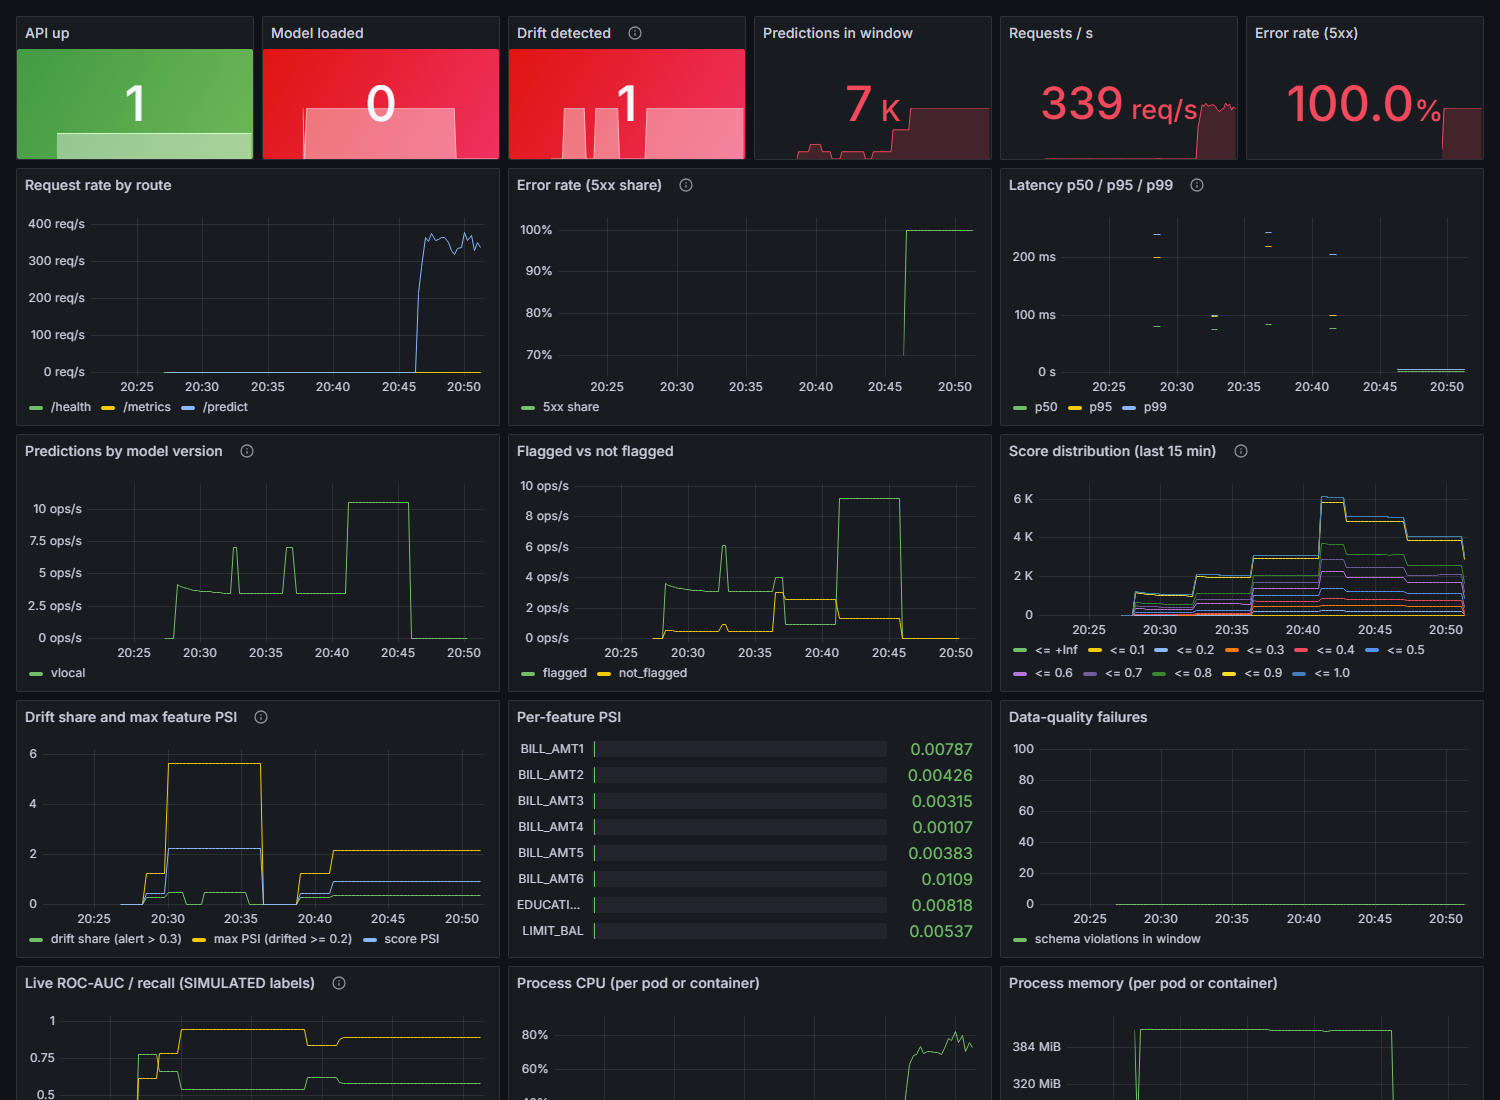 API up
Model loaded
Drift detected
Predictions in window
Requests / s
Error rate (5xx)
1
0
1
7 K
339 req/s
100.0%
Request rate by route
400 req/s
300 req/s
200 req/s
100 req/s
0 req/s
20:25 20:30 20:35 20:40 20:45 20:50
/health /metrics /predict
Error rate (5xx share)
100%
90%
80%
70%
20:25 20:30 20:35 20:40 20:45 20:50
5xx share
Latency p50 / p95 / p99
200 ms
100 ms
0 s
20:25 20:30 20:35 20:40 20:45 20:50
p50 p95 p99
Predictions by model version
10 ops/s
7.5 ops/s
5 ops/s
2.5 ops/s
0 ops/s
20:25 20:30 20:35 20:40 20:45 20:50
vlocal
Flagged vs not flagged
10 ops/s
8 ops/s
6 ops/s
4 ops/s
2 ops/s
0 ops/s
20:25 20:30 20:35 20:40 20:45 20:50
flagged not_flagged
Score distribution (last 15 min)
6 K
4 K
2 K
0
20:25 20:30 20:35 20:40 20:45 20:50
<= +Inf <= 0.1 <= 0.2 <= 0.3 <= 0.4 <= 0.5
<= 0.6 <= 0.7 <= 0.8 <= 0.9 <= 1.0
Drift share and max feature PSI
6
4
2
0
20:25 20:30 20:35 20:40 20:45 20:50
drift share (alert > 0.3) max PSI (drifted >= 0.2) score PSI
Per-feature PSI
BILL_AMT1 0.00787
BILL_AMT2 0.00426
BILL_AMT3 0.00315
BILL_AMT4 0.00107
BILL_AMT5 0.00383
BILL_AMT6 0.0109
EDUCATI... 0.00818
LIMIT_BAL 0.00537
Data-quality failures
100
80
60
40
20
0
20:25 20:30 20:35 20:40 20:45 20:50
schema violations in window
Live ROC-AUC / recall (SIMULATED labels)
1
0.75
0.5
Process CPU (per pod or container)
80%
60%
Process memory (per pod or container)
384 MiB
320 MiB